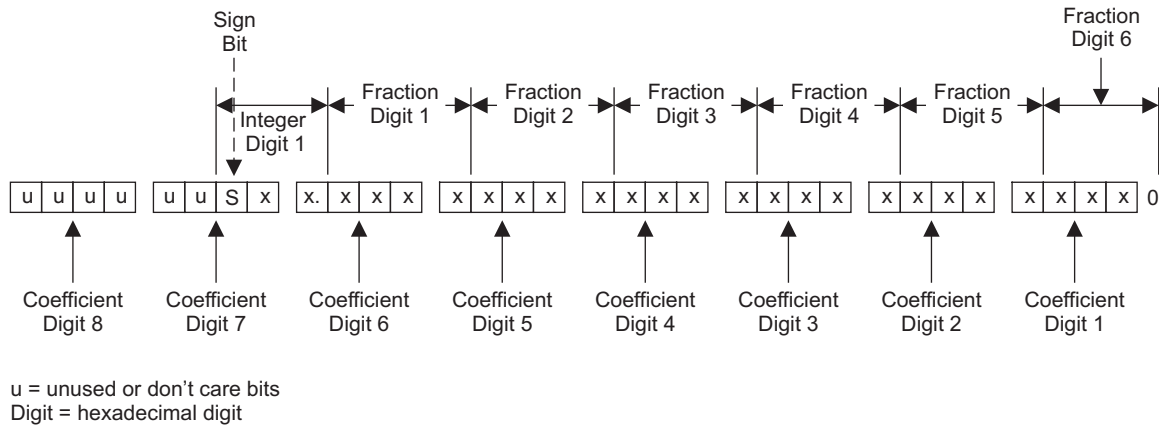 Sign
Bit
Fraction
Digit 6
Integer
Digit 1
Fraction
Digit 1
Fraction
Digit 2
Fraction
Digit 3
Fraction
Digit 4
Fraction
Digit 5
u u u u u u S x x. x x x x x x x x x x x x x x x x x x x x x x x 0
Coefficient
Digit 8
Coefficient
Digit 7
Coefficient
Digit 6
Coefficient
Digit 5
Coefficient
Digit 4
Coefficient
Digit 3
Coefficient
Digit 2
Coefficient
Digit 1
u = unused or don’t care bits
Digit = hexadecimal digit